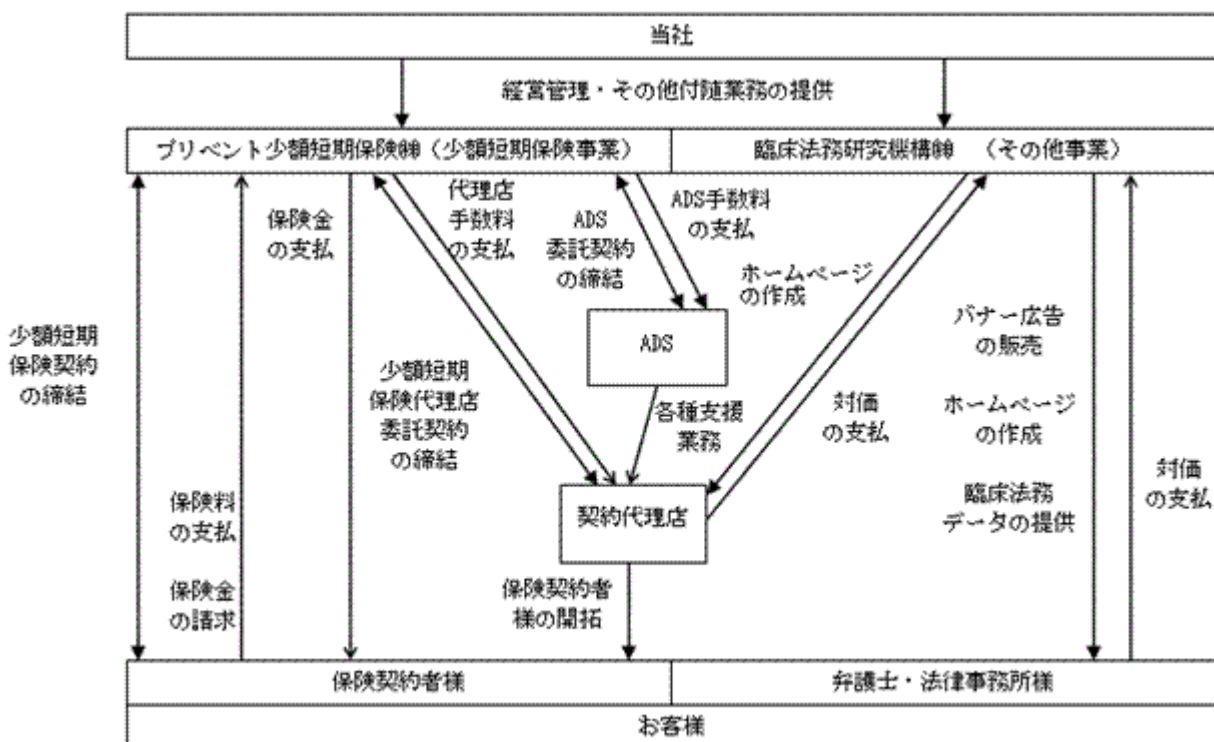 当社
経営管理・その他付随業務の提供
プリベント少額短期保険㈱（少額短期保険事業）
臨床法務研究機構㈱　（その他事業）
保険金
の支払
代理店
手数料
の支払
ADS
委託契約
の締結
ADS手数料
の支払
ホームページ
の作成
少額短期
保険契約
の締結
ADS
バナー広告
の販売
少額短期
保険代理店
委託契約
の締結
各種支援
業務
対価
の支払
ホームページ
の作成
保険料
の支払
契約代理店
臨床法務
データの提供
対価
の支払
保険金
の請求
保険契約者
様の開拓
保険契約者様
弁護士・法律事務所様
お客様